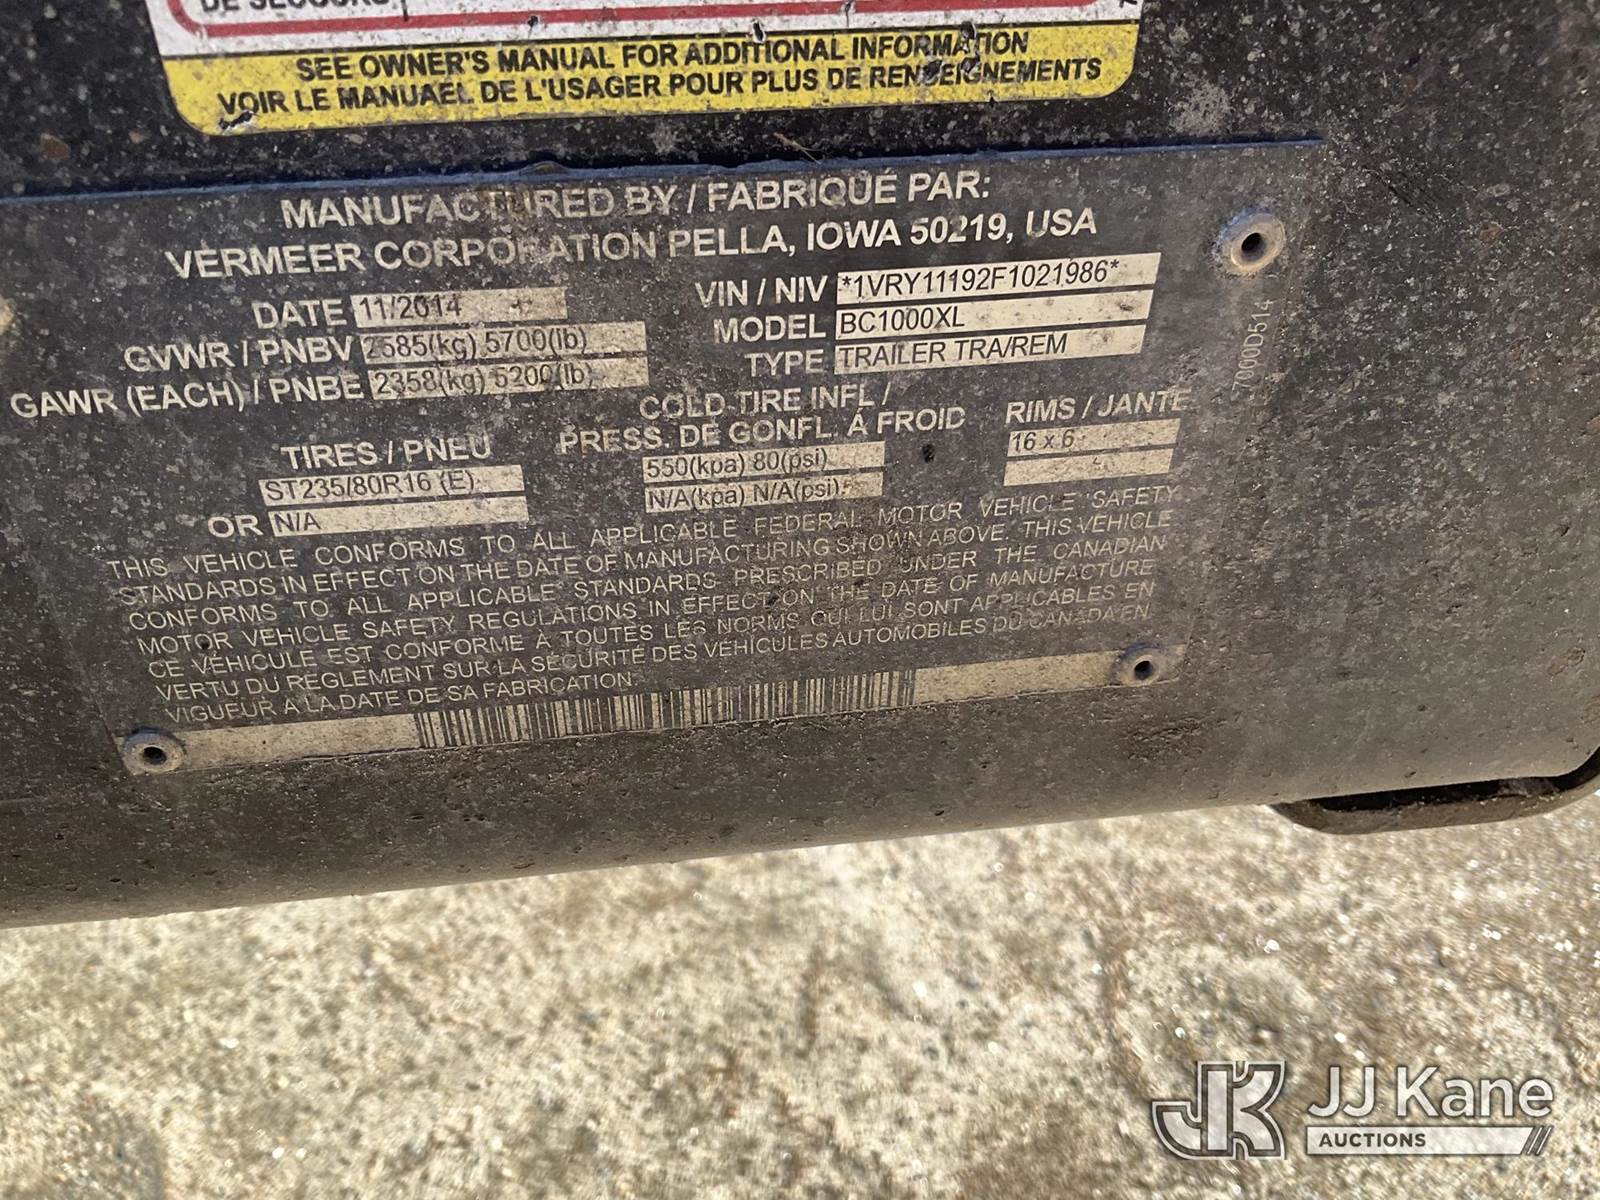 DE SECOURS
SEE OWNER'S MANUAL FOR ADDITIONAL INFORMATION
VOIR LE MANUAEL DE L'USAGER POUR PLUS DE RENSEIGNEMENTS
MANUFACTURED BY / FABRIQUÉ PAR:
VERMEER CORPORATION PELLA, IOWA 50219, USA
DATE 11/2014
VIN / NIV *1VRY11192F1021986*
GVWR / PNBV 2585(kg) 5700(lb)
MODEL BC1000XL
GAWR (EACH) / PNBE 2358(kg) 5200(lb)
TYPE TRAILER TRA/REM
TIRES / PNEU
COLD TIRE INFL /
PRESS. DE GONFL. Á FROID
RIMS / JANTE
ST235/80R16 (E)
550(kpa) 80(psi)
16 x 6
OR N/A
N/A(kpa) N/A(psi)
THIS VEHICLE CONFORMS TO ALL APPLICABLE FEDERAL MOTOR VEHICLE SAFETY
STANDARDS IN EFFECT ON THE DATE OF MANUFACTURING SHOWN ABOVE. THIS VEHICLE
CONFORMS TO ALL APPLICABLE STANDARDS PRESCRIBED UNDER THE CANADIAN
MOTOR VEHICLE SAFETY REGULATIONS IN EFFECT ON THE DATE OF MANUFACTURE
CE VÉHICULE EST CONFORME À TOUTES LES NORMS QUI LUI SONT APPLICABLES EN
VERTU DU RÈGLEMENT SUR LA SÉCURITÉ DES VÉHICULES AUTOMOBILES DU CANADA EN
VIGUEUR A LA DATE DE SA FABRICATION.
JK JJ Kane
AUCTIONS